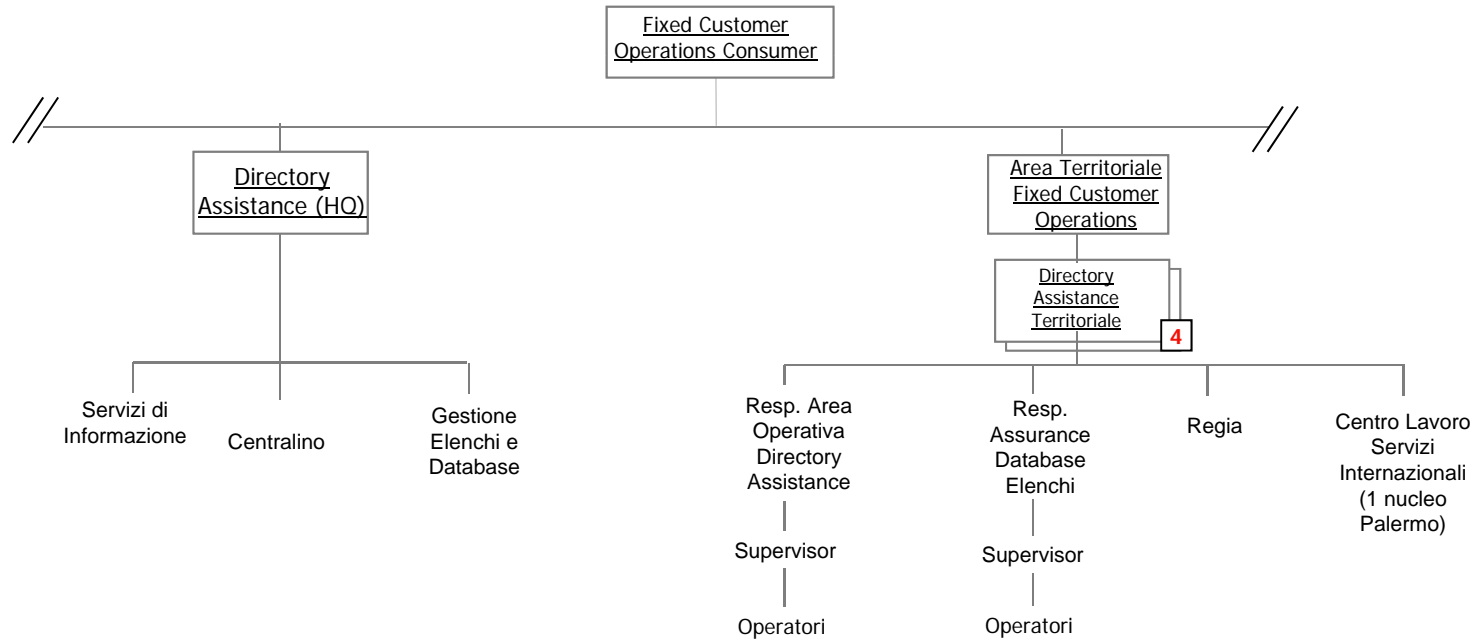 Fixed Customer
Operations Consumer
Directory
Assistance (HQ)
Area Territoriale
Fixed Customer
Operations
Directory
Assistance
Territoriale
4
Servizi di
Informazione
Centralino
Gestione
Elenchi e
Database
Resp. Area
Operativa
Directory
Assistance
Supervisor
Operatori
Resp.
Assurance
Database
Elenchi
Supervisor
Operatori
Regia
Centro Lavoro
Servizi
Internazionali
(1 nucleo
Palermo)